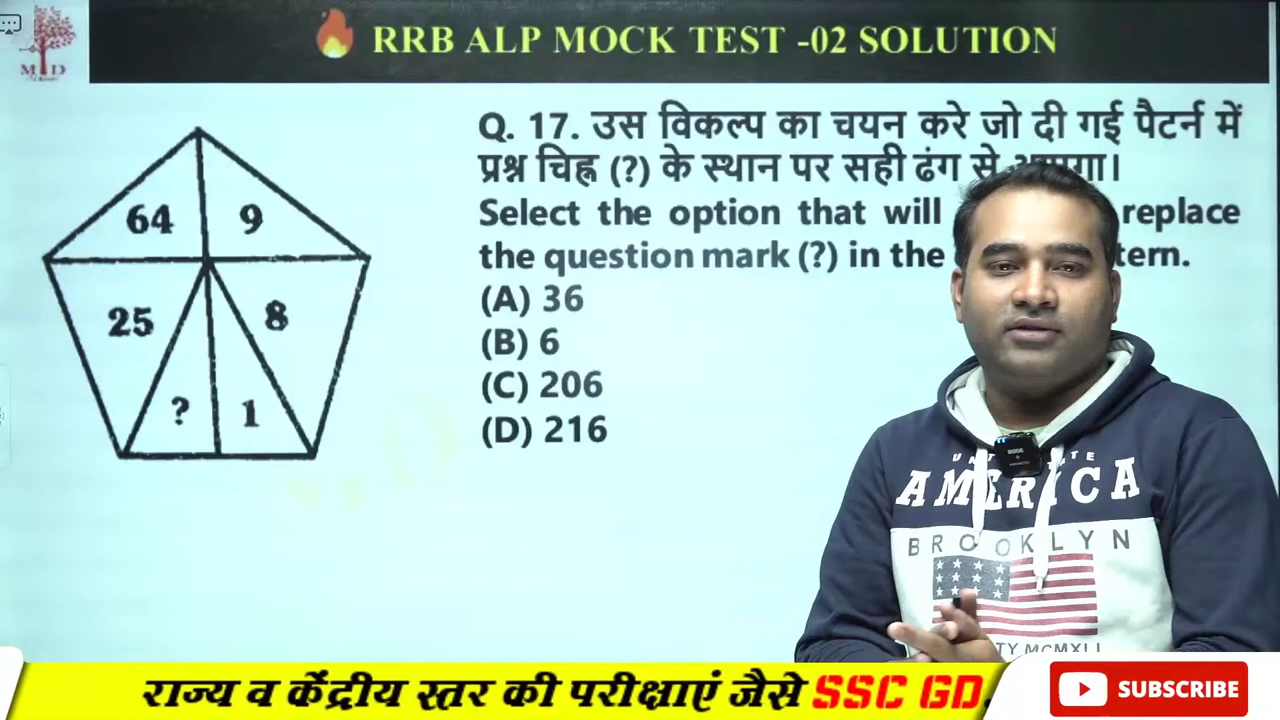 RRB ALP MOCK TEST -02 SOLUTION
M D
64 9
25 8
? 1
Q. 17. उस विकल्प का चयन करे जो दी गई पैटर्न में
प्रश्न चिह्न (?) के स्थान पर सही ढंग से
Select the option that will replace
the question mark (?) in the
(A) 36
(B) 6
(C) 206
(D) 216
AMERICA
BROOKLYN
राज्य व केंद्रीय स्तर की परीक्षाएं जैसे SSC GD
SUBSCRIBE